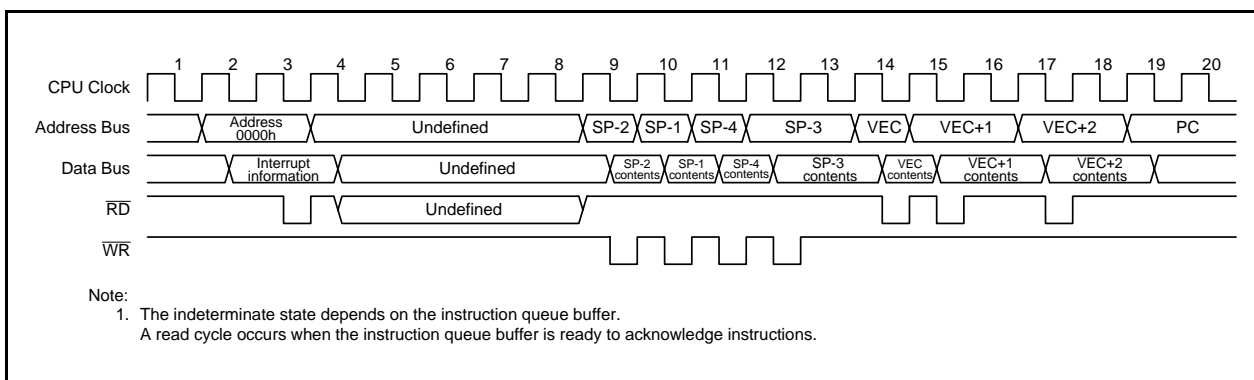 1 2 3 4 5 6 7 8 9 10 11 12 13 14 15 16 17 18 19 20
CPU Clock
Address Bus
Address
0000h
Undefined
SP-2
SP-1
SP-4
SP-3
VEC
VEC+1
VEC+2
PC
Data Bus
Interrupt
information
Undefined
SP-2
contents
SP-1
contents
SP-4
contents
SP-3
contents
VEC
contents
VEC+1
contents
VEC+2
contents
RD
Undefined
WR
Note:
1. The indeterminate state depends on the instruction queue buffer.
A read cycle occurs when the instruction queue buffer is ready to acknowledge instructions.